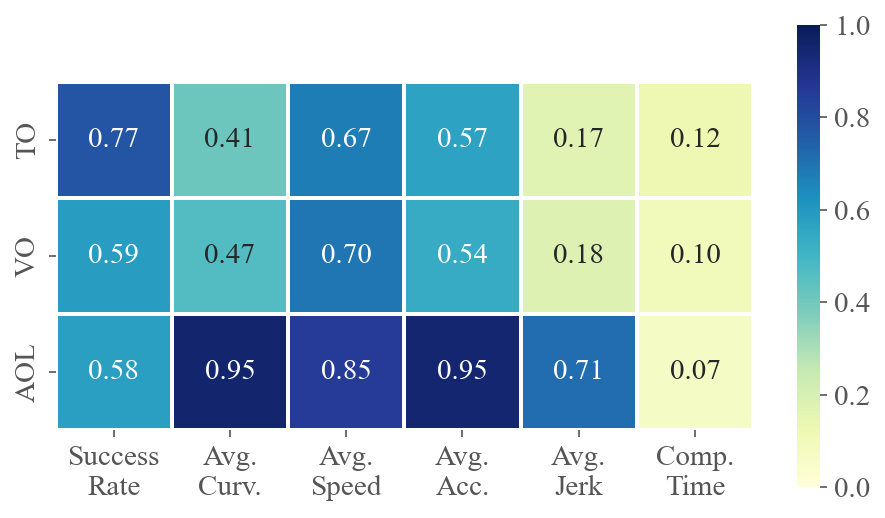 1.0
0.8
0.6
0.4
0.2
0.0
TO
0.77 0.41 0.67 0.57 0.17 0.12
VO
0.59 0.47 0.70 0.54 0.18 0.10
AOL
0.58 0.95 0.85 0.95 0.71 0.07
Success Rate
Avg. Curv.
Avg. Speed
Avg. Acc.
Avg. Jerk
Comp. Time